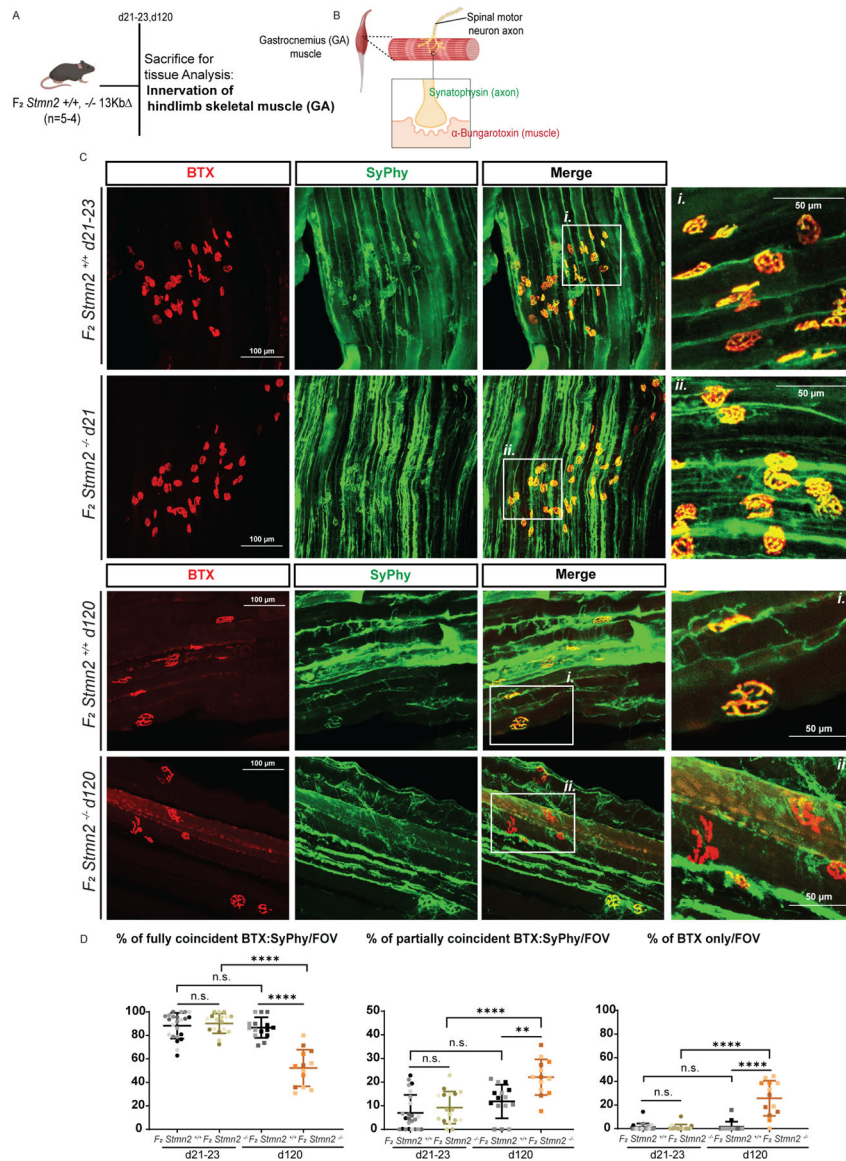 A
d21-23,d120
Sacrifice for
tissue Analysis:
Innervation of
hindlimb skeletal muscle (GA)
F₂ Stmn2 +/+, -/- 13KbΔ
(n=5-4)
B
Spinal motor
neuron axon
Gastrocnemius (GA)
muscle
Synatophysin (axon)
α-Bungarotoxin (muscle)
C
BTX
SyPhy
Merge
F₂ Stmn2 +/+ d21-23
100 µm
i.
i.
50 µm
F₂ Stmn2 -/- d21
100 µm
ii.
ii.
50 µm
BTX
SyPhy
Merge
F₂ Stmn2 +/+ d120
100 µm
i.
i.
50 µm
F₂ Stmn2 -/- d120
100 µm
ii.
ii
50 µm
D
% of fully coincident BTX:SyPhy/FOV
****
n.s.
n.s.
****
100
80
60
40
20
0
F₂ Stmn2 +/+ F₂ Stmn2 -/- F₂ Stmn2 +/+ F₂ Stmn2 -/-
d21-23
d120
% of partially coincident BTX:SyPhy/FOV
****
n.s.
**
n.s.
50
40
30
20
10
0
F₂ Stmn2 +/+ F₂ Stmn2 -/- F₂ Stmn2 +/+ F₂ Stmn2 -/-
d21-23
d120
% of BTX only/FOV
****
n.s.
****
n.s.
100
80
60
40
20
0
F₂ Stmn2 +/+ F₂ Stmn2 -/- F₂ Stmn2 +/+ F₂ Stmn2 -/-
d21-23
d120